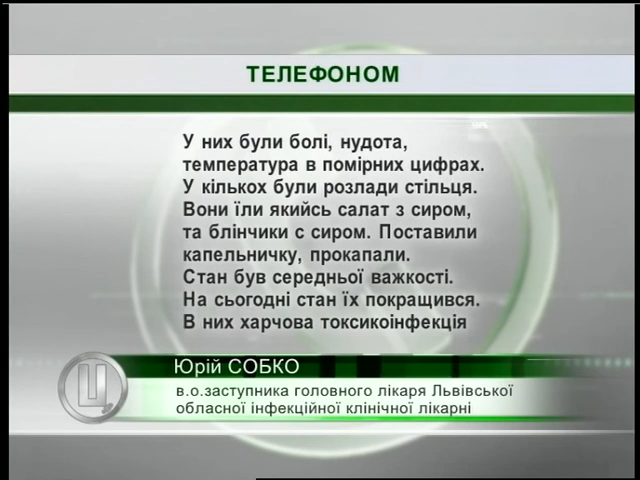 ТЕЛЕФОНОМ
У них були болі, нудота,
температура в помірних цифрах.
У кількох були розлади стільця.
Вони їли якийсь салат з сиром,
та блінчики с сиром. Поставили
капельничку, прокапали.
Стан був середньої важкості.
На сьогодні стан їх покращився.
В них харчова токсикоінфекція
Юрій СОБКО
в.о.заступника головного лікаря Львівської
обласної інфекційної клінічної лікарні
Ц